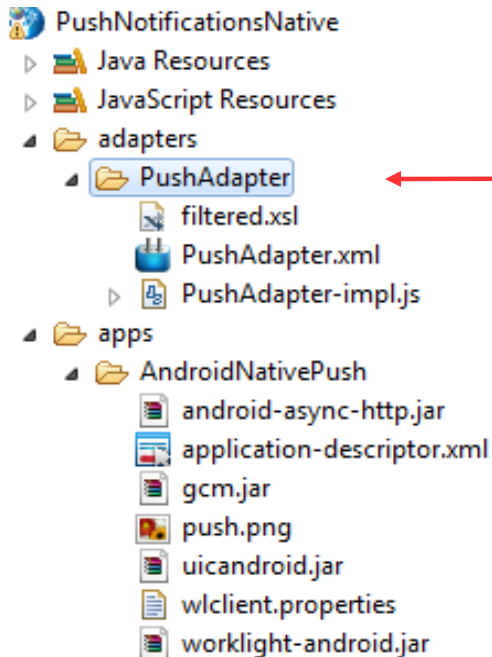 PushNotificationsNative
Java Resources
JavaScript Resources
adapters
PushAdapter
filtered.xsl
PushAdapter.xml
PushAdapter-impl.js
apps
AndroidNativePush
android-async-http.jar
application-descriptor.xml
gcm.jar
push.png
uicandroid.jar
wlclient.properties
worklight-android.jar